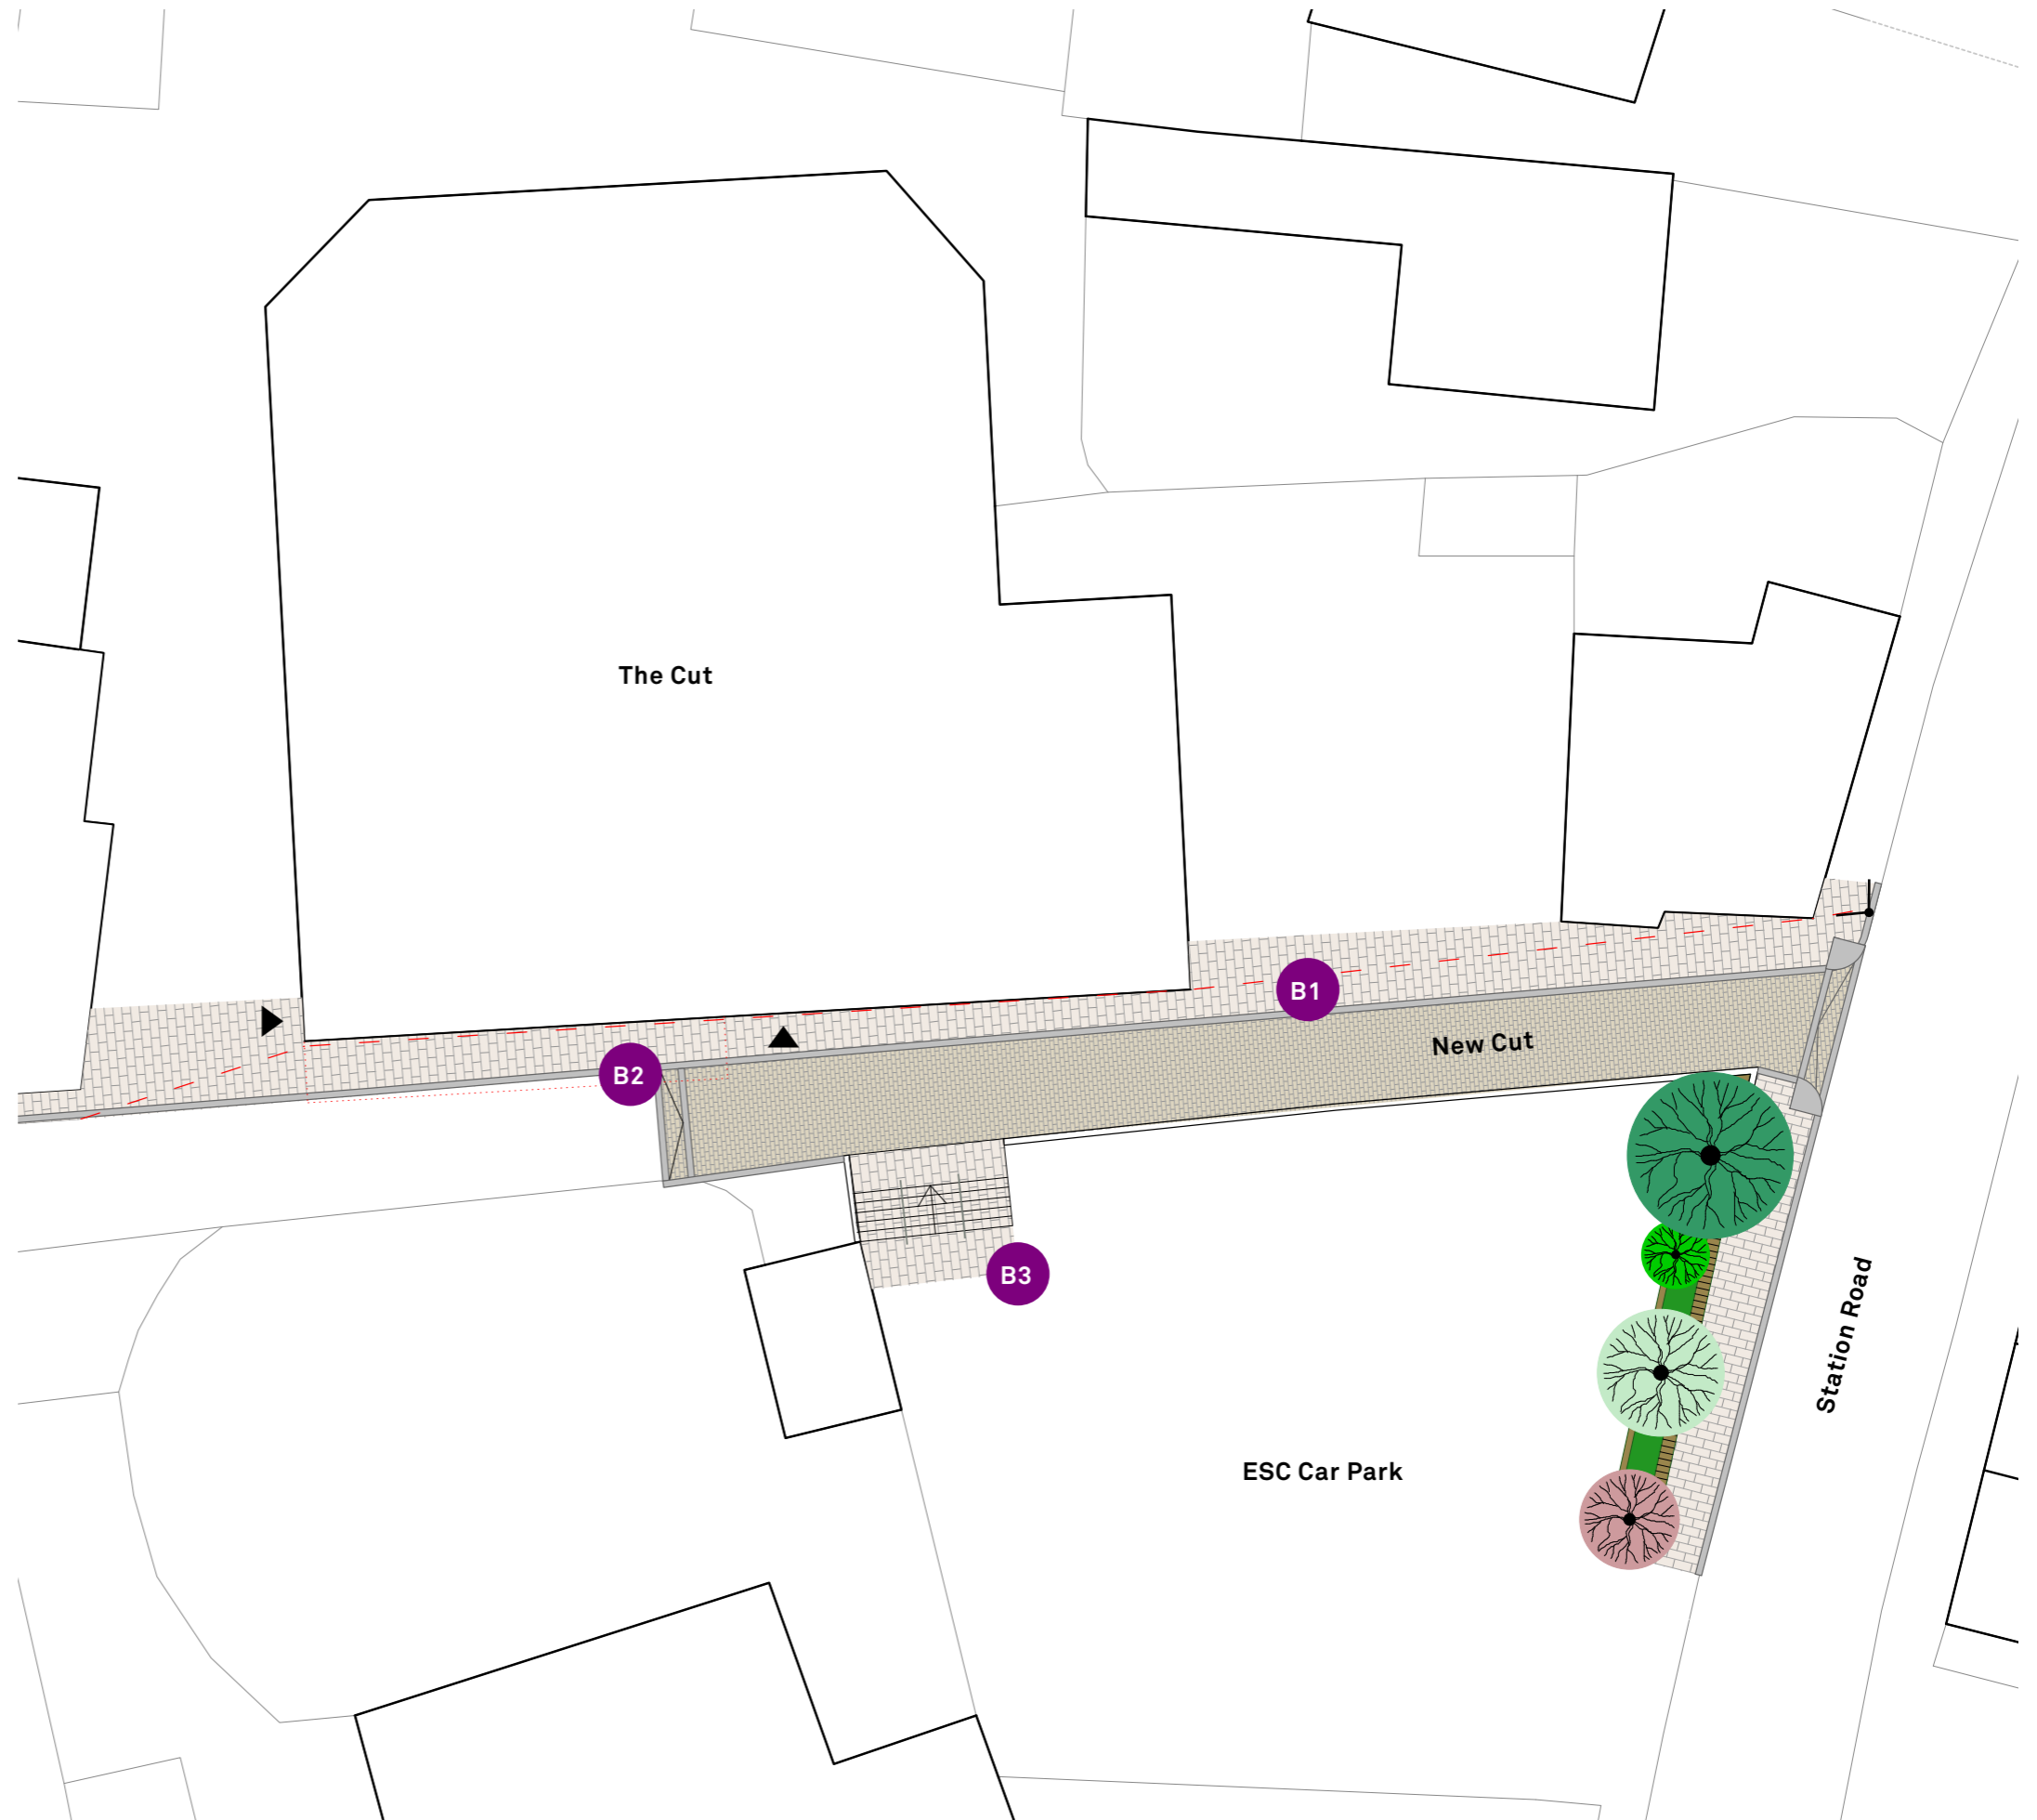 The Cut
B1
New Cut
B2
B3
Station Road
ESC Car Park